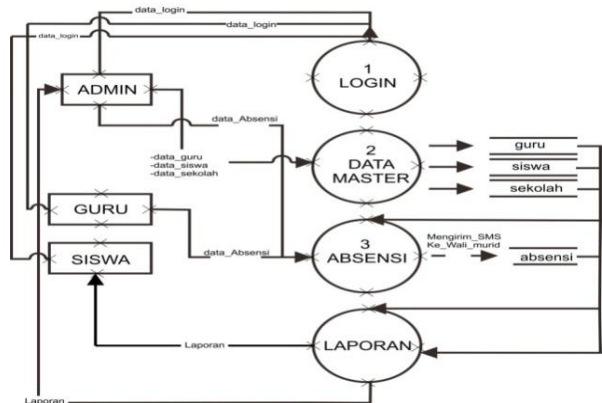 data_login
data_login
data_login
1
LOGIN
ADMIN
data_Absensi
-data_guru
-data_siswa
-data_sekolah
2
DATA
MASTER
guru
siswa
sekolah
GURU
SISWA
data_Absensi
3
ABSENSI
Mengirim_SMS
Ke_Wali_murid
absensi
Laporan
LAPORAN
Laporan